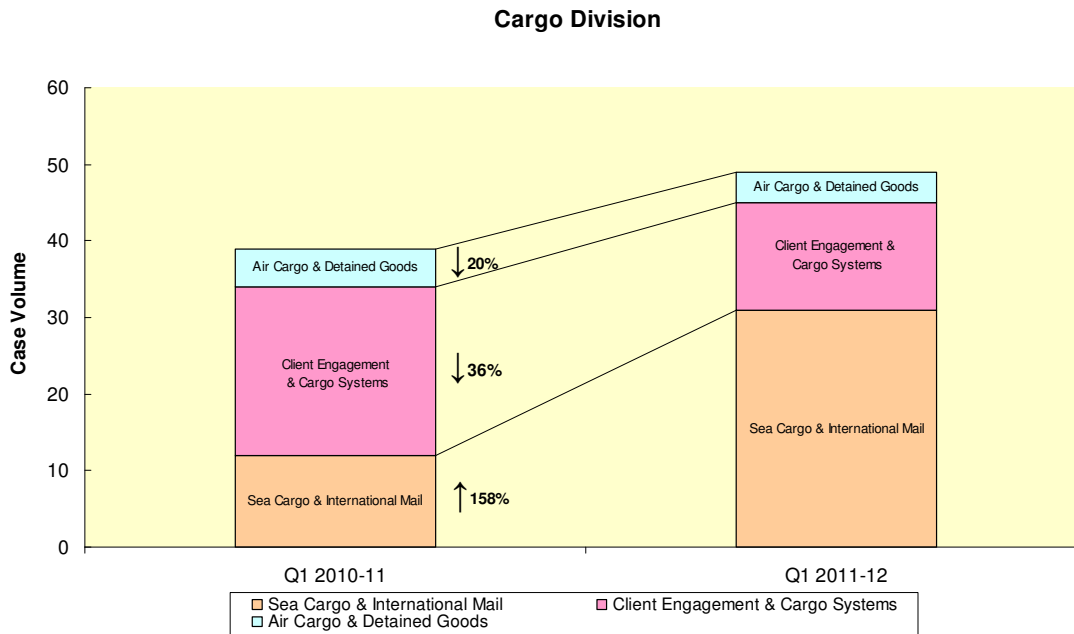 Cargo Division
60
50
40
30
20
10
0
Case Volume
Air Cargo & Detained Goods
Client Engagement
& Cargo Systems
Sea Cargo & International Mail
↓ 20%
↓ 36%
↑ 158%
Air Cargo & Detained Goods
Client Engagement &
Cargo Systems
Sea Cargo & International Mail
Q1 2010-11
Q1 2011-12
Sea Cargo & International Mail
Client Engagement & Cargo Systems
Air Cargo & Detained Goods